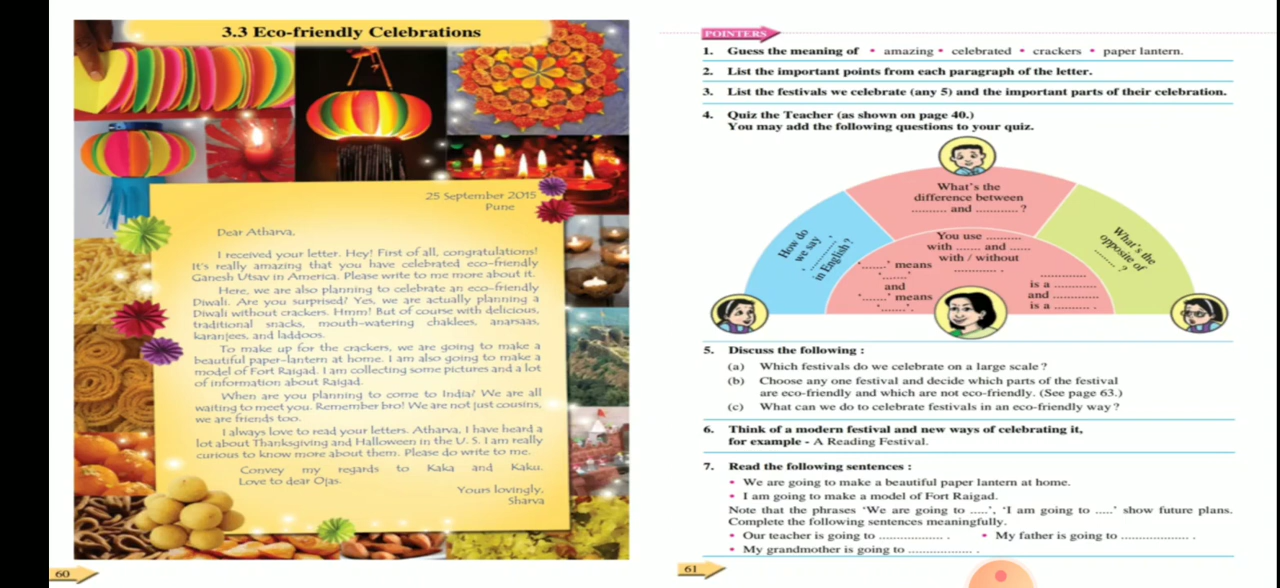 3.3 Eco-friendly Celebrations
25 September 2015
Pune
Dear Atharva,
I received your letter. Hey! First of all, congratulations!
It's really amazing that you have celebrated eco-friendly
Ganesh Utsav in America. Please write to me more about it.
Here, we are also planning to celebrate an eco-friendly
Diwali. Are you surprised? Yes, we are actually planning a
Diwali without crackers. Hmm! But of course with delicious,
traditional snacks, mouth-watering chaklees, anarsaas,
karanjees, and laddoos.
To make up for the crackers, we are going to make a
beautiful paper-lantern at home. I am also going to make a
model of Fort Raigad. I am collecting some pictures and a lot
of information about Raigad.
When are you planning to come to India? We are all
waiting to meet you. Remember bro! We are not just cousins,
we are friends too.
I always love to read your letters. Atharva, I have heard a
lot about Thanksgiving and Halloween in the U. S. I am really
curious to know more about them. Please do write to me.
Convey my regards to Kaka and Kaku.
Love to dear Ojas.
Yours lovingly,
Sharva
60
POINTERS
1. Guess the meaning of • amazing • celebrated • crackers • paper lantern.
2. List the important points from each paragraph of the letter.
3. List the festivals we celebrate (any 5) and the important parts of their celebration.
4. Quiz the Teacher (as shown on page 40.)
You may add the following questions to your quiz.
How do
we say
'..........'
in English?
What's the
difference between
.......... and ............ ?
What's the
opposite of
........ ?
You use ..........
with ....... and ......
with / without
............. .
'.......' means
'.......'
and
'.......' means
'.......' .
.............
is a ............
and .............
is a .......... .
5. Discuss the following :
(a) Which festivals do we celebrate on a large scale ?
(b) Choose any one festival and decide which parts of the festival
are eco-friendly and which are not eco-friendly. (See page 63.)
(c) What can we do to celebrate festivals in an eco-friendly way ?
6. Think of a modern festival and new ways of celebrating it,
for example - A Reading Festival.
7. Read the following sentences :
• We are going to make a beautiful paper lantern at home.
• I am going to make a model of Fort Raigad.
Note that the phrases 'We are going to .....', 'I am going to .....' show future plans.
Complete the following sentences meaningfully.
• Our teacher is going to .................. . • My father is going to ................... .
• My grandmother is going to .................. .
61